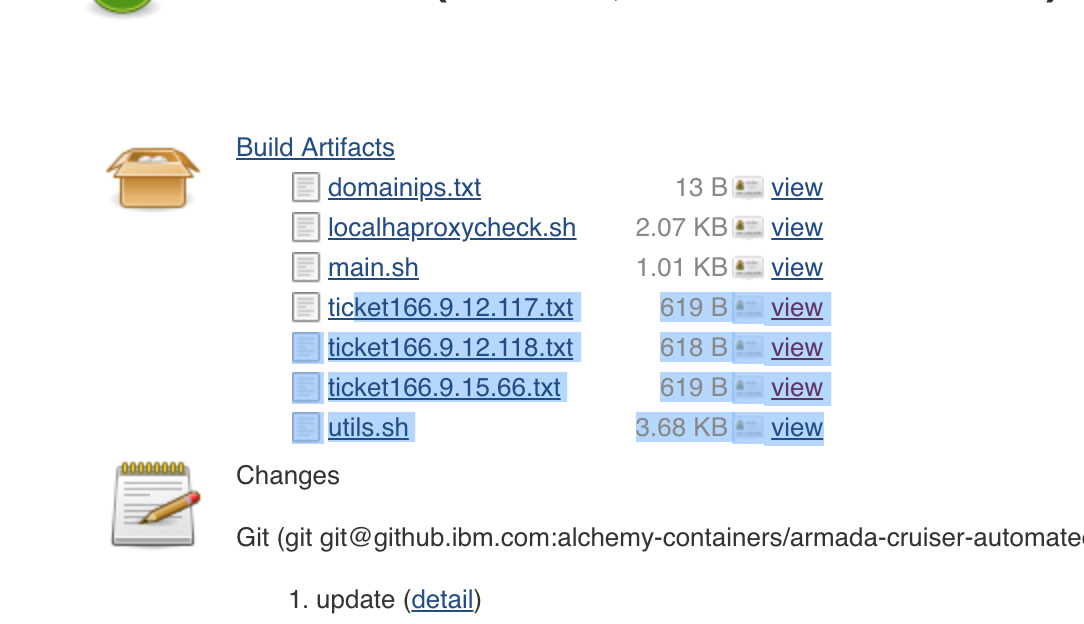 Build Artifacts
domainips.txt 13 B view
localhaproxycheck.sh 2.07 KB view
main.sh 1.01 KB view
ticket166.9.12.117.txt 619 B view
ticket166.9.12.118.txt 618 B view
ticket166.9.15.66.txt 619 B view
utils.sh 3.68 KB view
Changes
Git (git git@github.ibm.com:alchemy-containers/armada-cruiser-automate
1. update (detail)